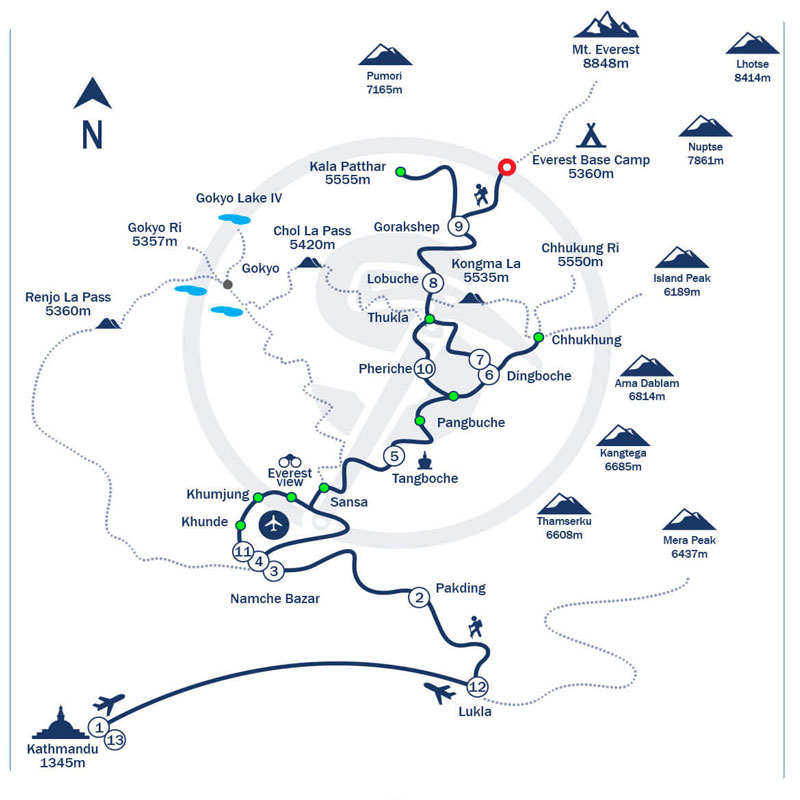 Mt. Everest
8848m
Lhotse
8414m
Pumori
7165m
N
Nuptse
7861m
Everest Base Camp
5360m
Kala Patthar
5555m
Gokyo Lake IV
Gokyo Ri
5357m
Chol La Pass
5420m
Gorakshep
9
Chhukung Ri
5550m
Gokyo
Kongma La
5535m
Lobuche
8
Island Peak
6189m
Renjo La Pass
5360m
Thukla
Chhukhung
7
Pheriche
10
6
Dingboche
Ama Dablam
6814m
Pangbuche
Kangtega
6685m
5
Tangboche
Everest
view
Khumjung
Sansa
Khunde
Thamserku
6608m
Mera Peak
6437m
11
4
3
Namche Bazar
2
Pakding
12
Lukla
1
13
Kathmandu
1345m